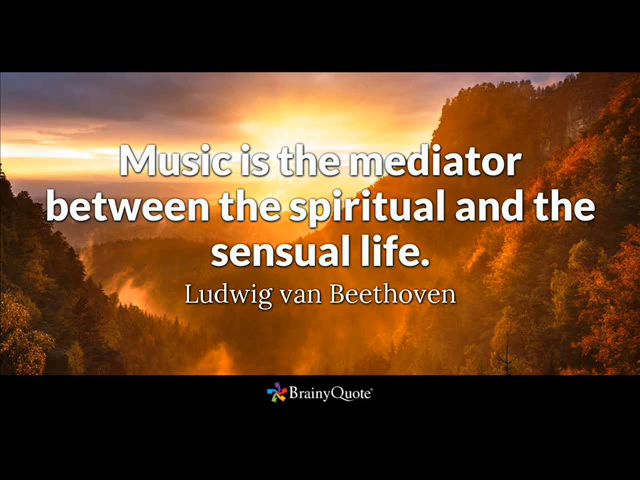 Music is the mediator
between the spiritual and the
sensual life.
Ludwig van Beethoven
BrainyQuote®